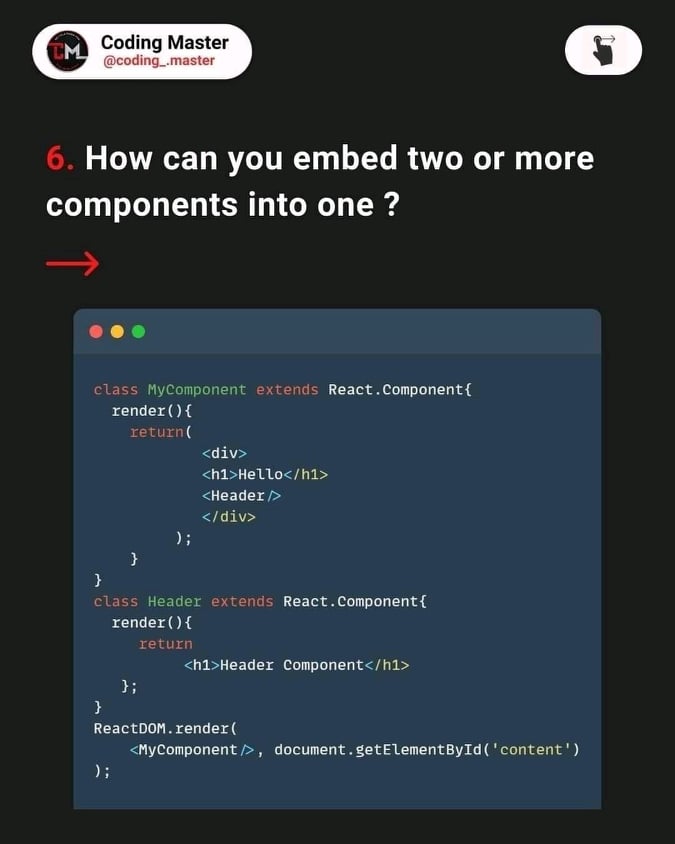 Coding Master
@coding_.master
6. How can you embed two or more
components into one ?
class MyComponent extends React.Component{
render(){
return(
<div>
<h1>Hello</h1>
<Header/>
</div>
);
}
}
class Header extends React.Component{
render(){
return
<h1>Header Component</h1>
};
}
ReactDOM.render(
<MyComponent/>, document.getElementById('content')
);